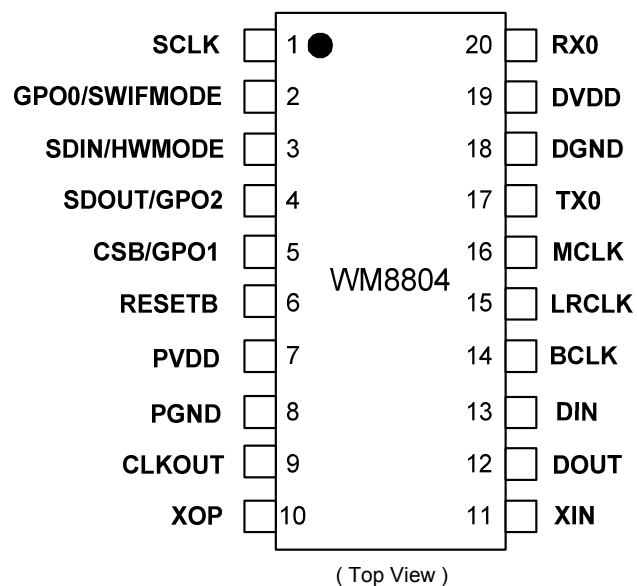 SCLK 1 20 RX0
GPO0/SWIFMODE 2 19 DVDD
SDIN/HWMODE 3 18 DGND
SDOUT/GPO2 4 17 TX0
CSB/GPO1 5 16 MCLK
WM8804
RESETB 6 15 LRCLK
PVDD 7 14 BCLK
PGND 8 13 DIN
CLKOUT 9 12 DOUT
XOP 10 11 XIN
( Top View )